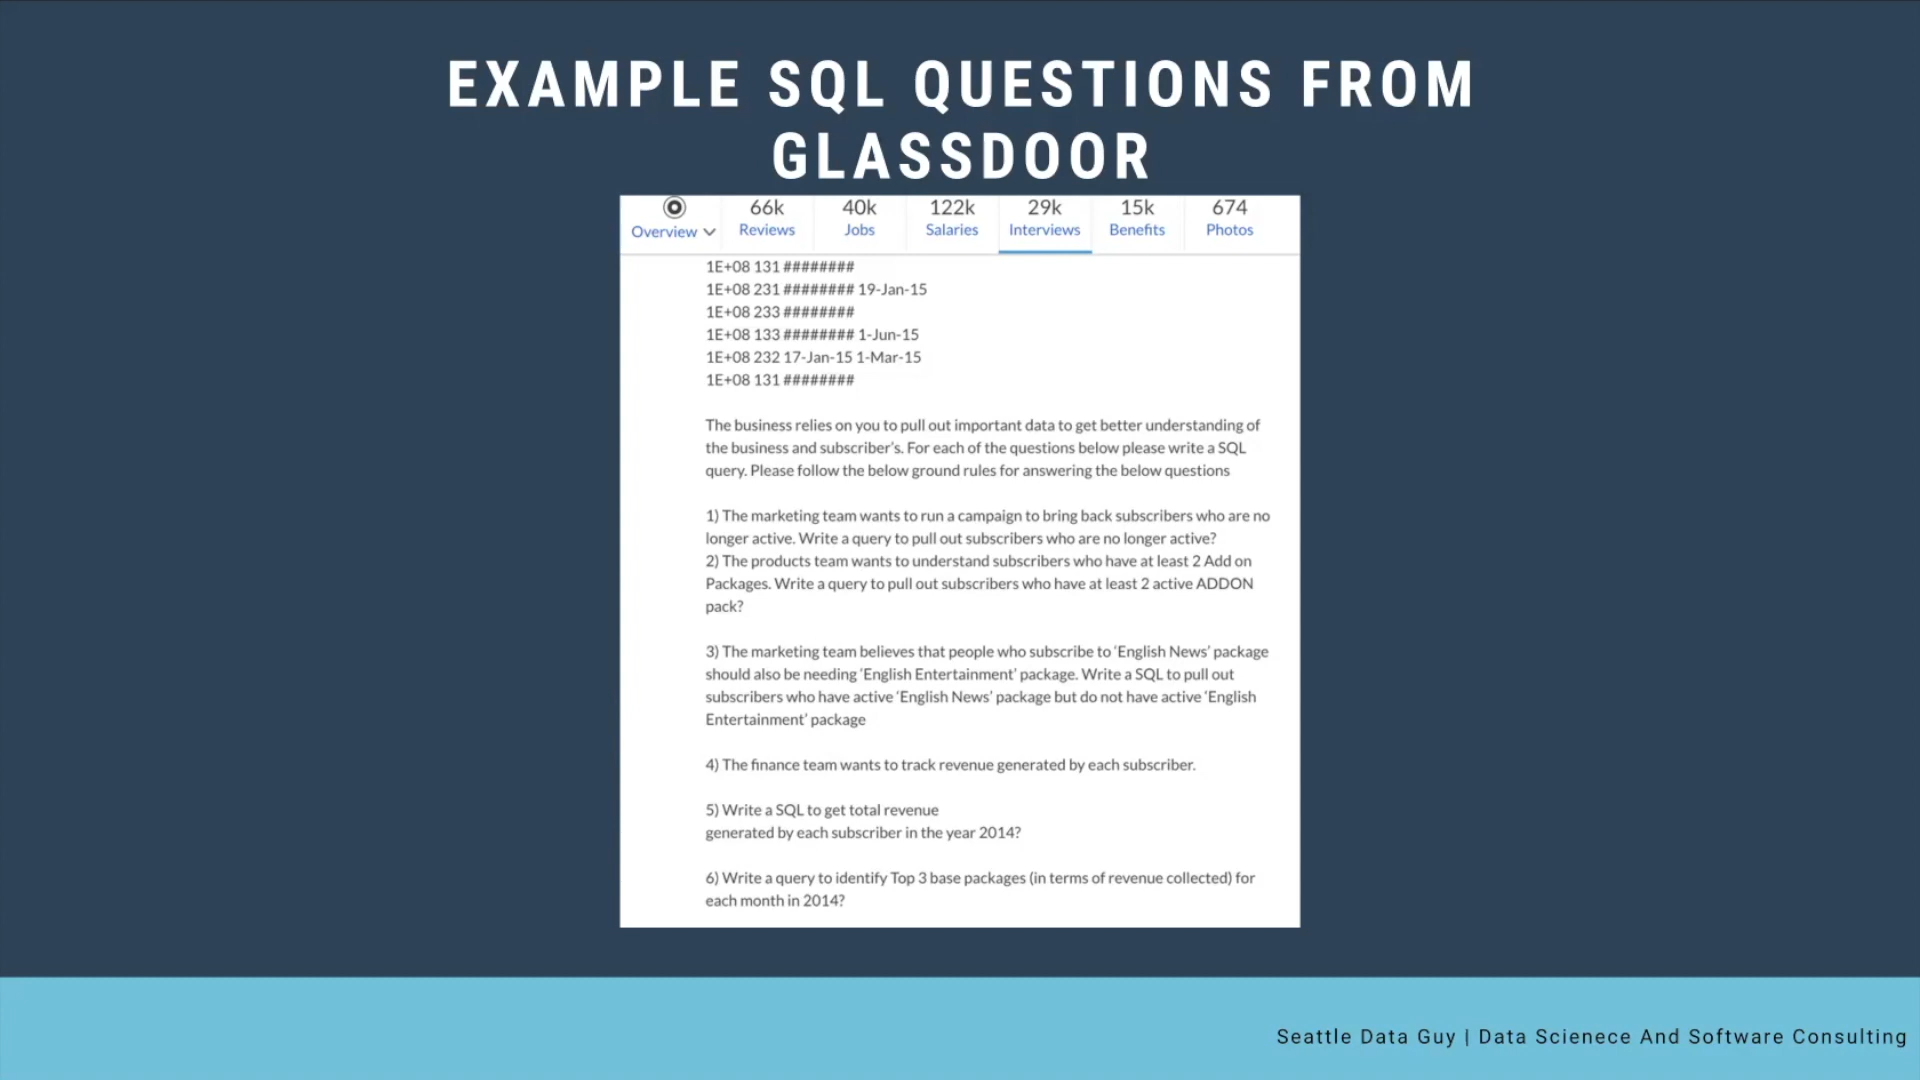 EXAMPLE SQL QUESTIONS FROM
GLASSDOOR
66k 40k 122k 29k 15k 674
Overview Reviews Jobs Salaries Interviews Benefits Photos
1E+08 131 ########
1E+08 231 ######## 19-Jan-15
1E+08 233 ########
1E+08 133 ######## 1-Jun-15
1E+08 232 17-Jan-15 1-Mar-15
1E+08 131 ########
The business relies on you to pull out important data to get better understanding of
the business and subscriber's. For each of the questions below please write a SQL
query. Please follow the below ground rules for answering the below questions
1) The marketing team wants to run a campaign to bring back subscribers who are no
longer active. Write a query to pull out subscribers who are no longer active?
2) The products team wants to understand subscribers who have at least 2 Add on
Packages. Write a query to pull out subscribers who have at least 2 active ADDON
pack?
3) The marketing team believes that people who subscribe to ‘English News’ package
should also be needing ‘English Entertainment’ package. Write a SQL to pull out
subscribers who have active ‘English News’ package but do not have active ‘English
Entertainment’ package
4) The finance team wants to track revenue generated by each subscriber.
5) Write a SQL to get total revenue
generated by each subscriber in the year 2014?
6) Write a query to identify Top 3 base packages (in terms of revenue collected) for
each month in 2014?
Seattle Data Guy | Data Scienece And Software Consulting